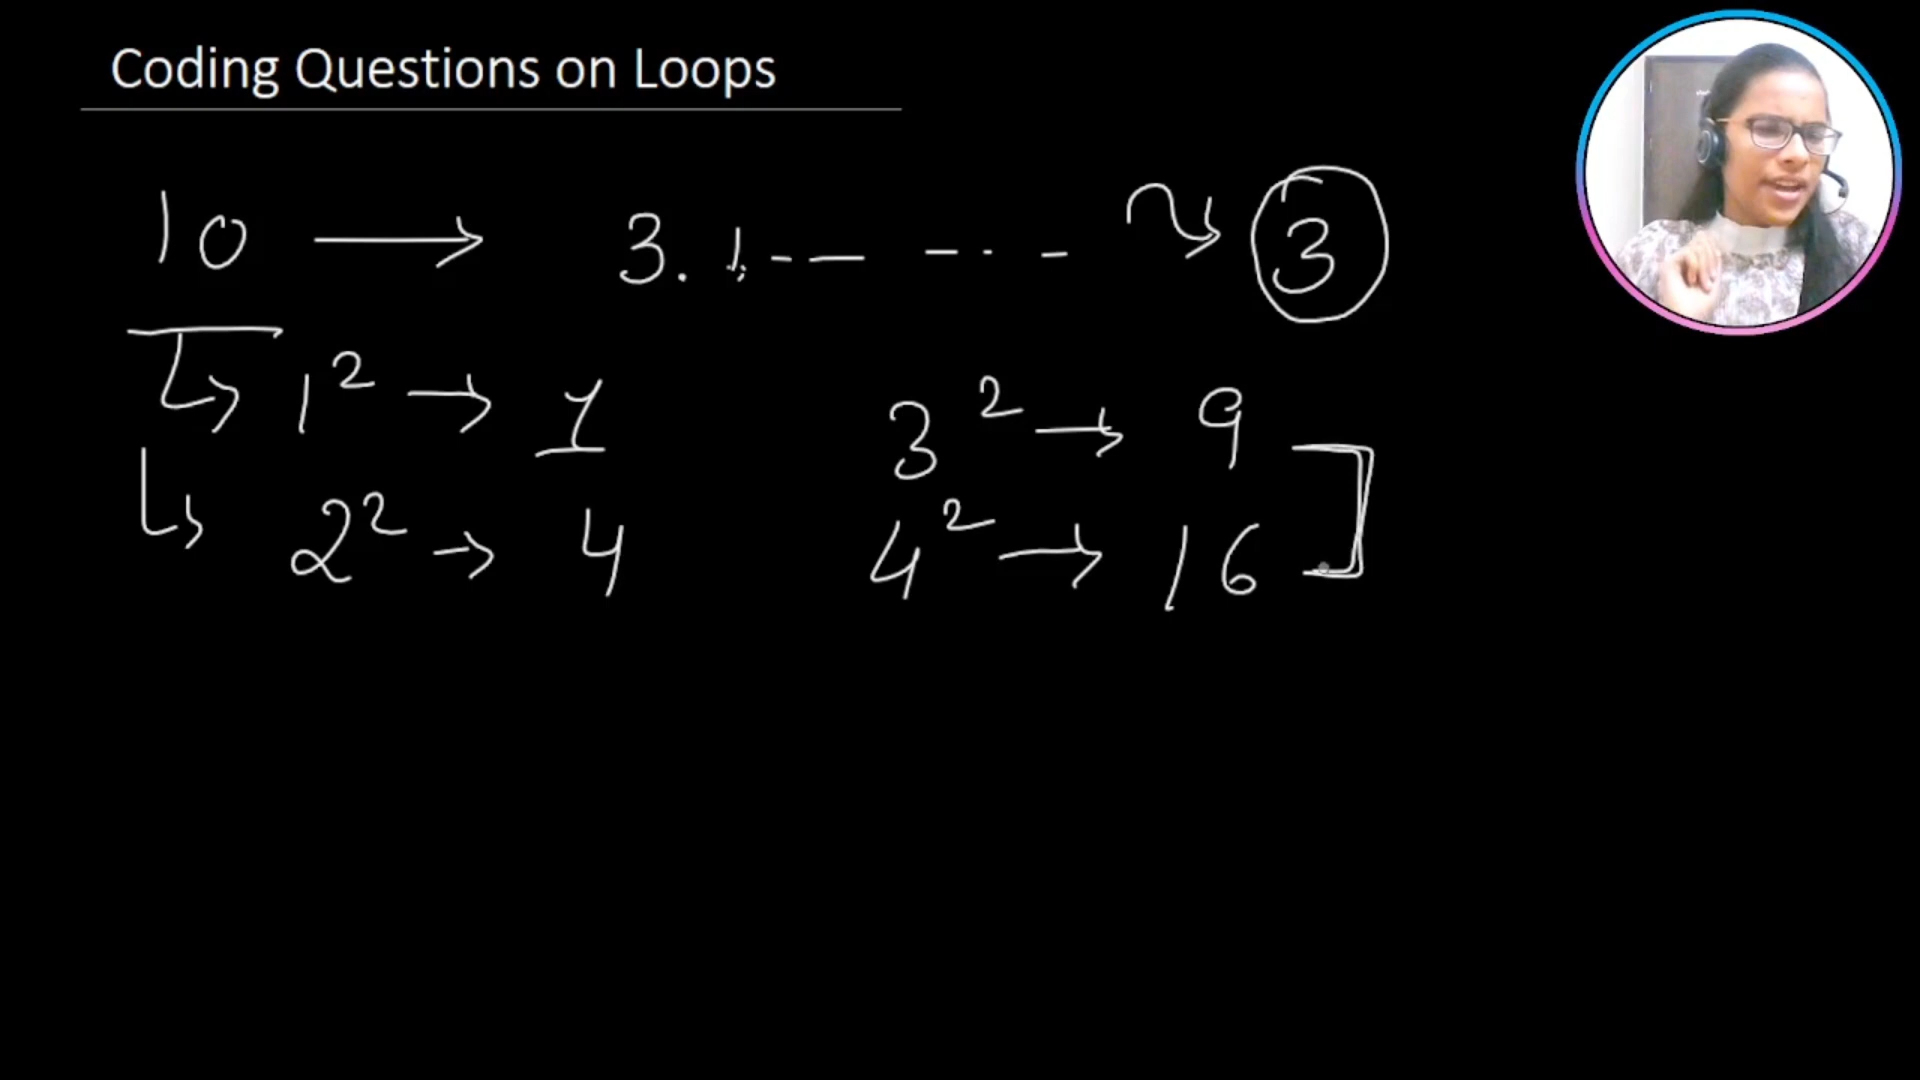 Coding Questions on Loops
10 → 3.1-- -·- 3
↳ 1² → 1 3² → 9
↳ 2² → 4 4² → 16